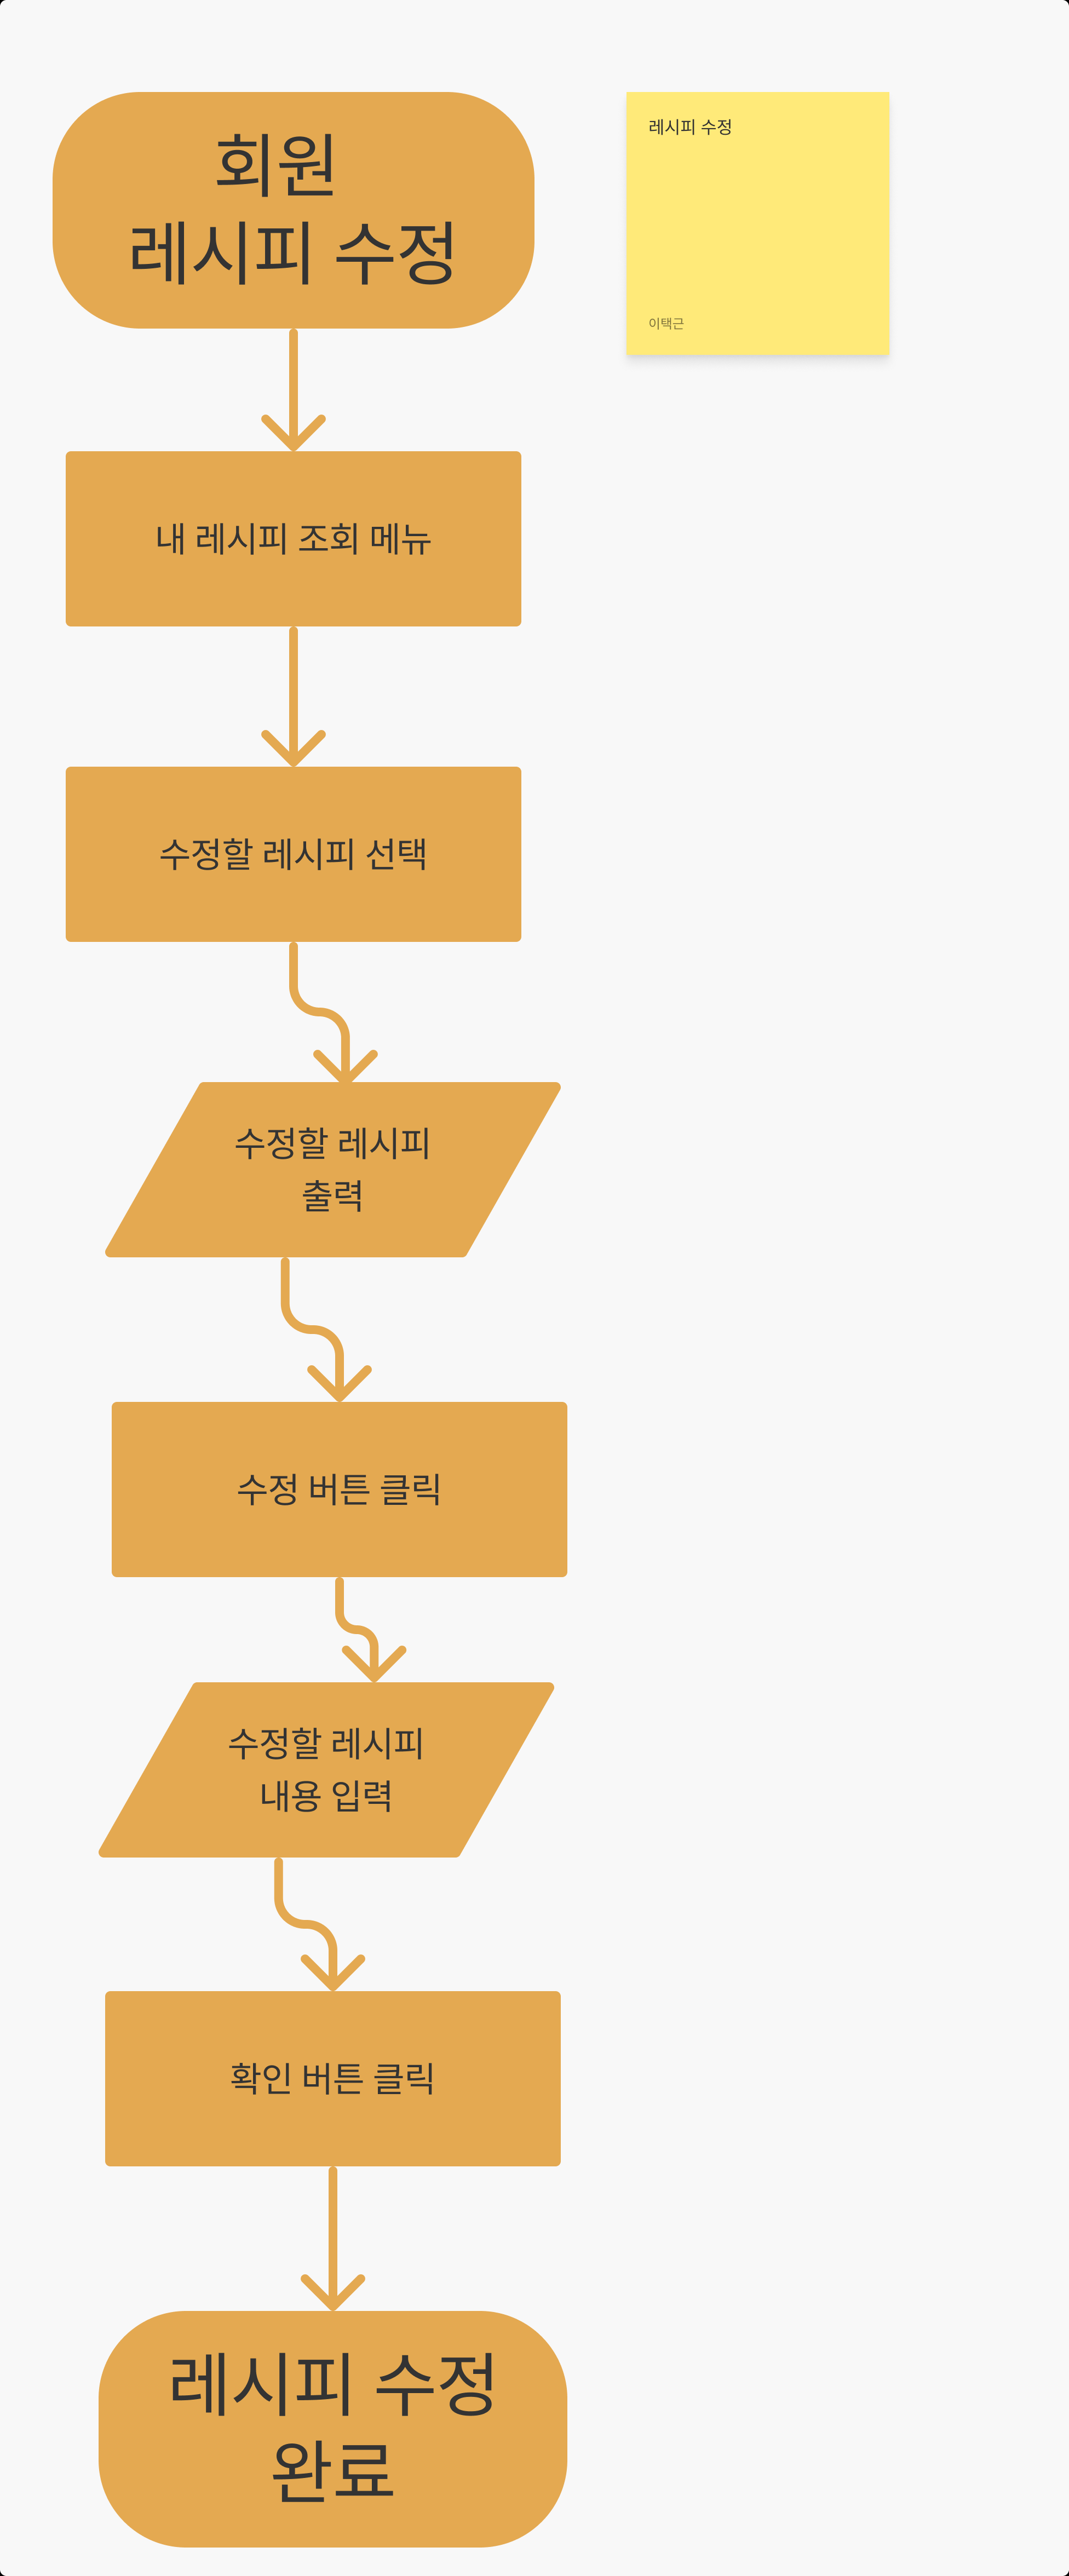 회원
레시피 수정
레시피 수정
이택근
내 레시피 조회 메뉴
수정할 레시피 선택
수정할 레시피
출력
수정 버튼 클릭
수정할 레시피
내용 입력
확인 버튼 클릭
레시피 수정
완료